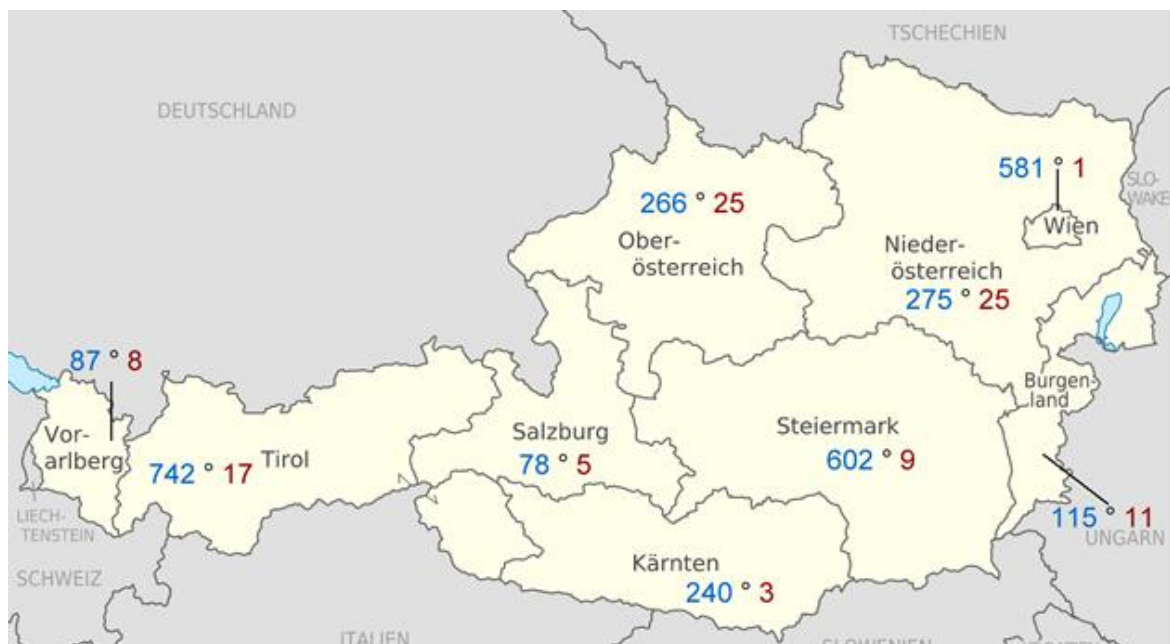 TSCHECHIEN
DEUTSCHLAND
581 ° 1
SLO-
WAKEI
266 ° 25
Wien
Ober-
österreich
Nieder-
österreich
275 ° 25
87 ° 8
Burgen-
land
Vor-
arlberg
742 ° 17 Tirol
Salzburg
78 ° 5
Steiermark
602 ° 9
LIECH-
TENSTEIN
115 ° 11
UNGARN
Kärnten
240 ° 3
SCHWEIZ
ITALIEN
SLOWENIEN